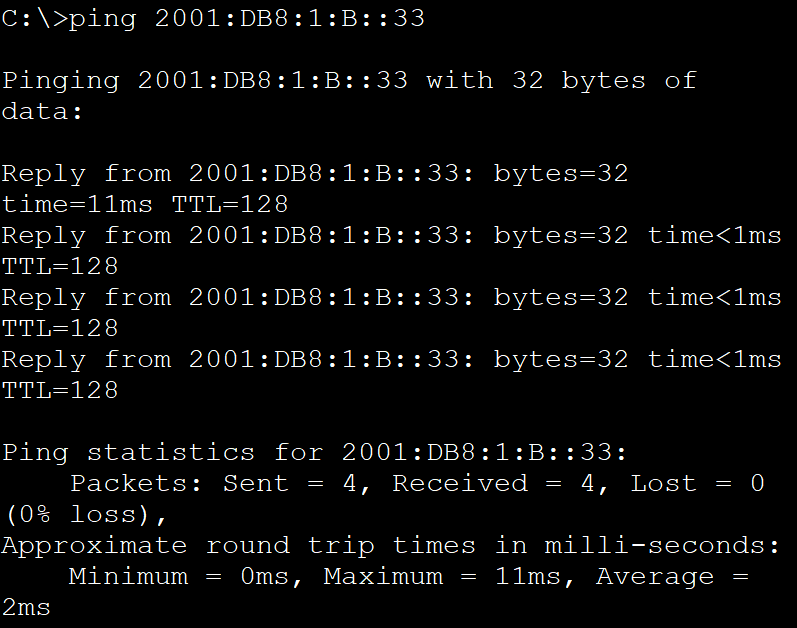 C:\>ping 2001:DB8:1:B::33
Pinging 2001:DB8:1:B::33 with 32 bytes of
data:
Reply from 2001:DB8:1:B::33: bytes=32
time=11ms TTL=128
Reply from 2001:DB8:1:B::33: bytes=32 time<1ms
TTL=128
Reply from 2001:DB8:1:B::33: bytes=32 time<1ms
TTL=128
Reply from 2001:DB8:1:B::33: bytes=32 time<1ms
TTL=128
Ping statistics for 2001:DB8:1:B::33:
    Packets: Sent = 4, Received = 4, Lost = 0
(0% loss),
Approximate round trip times in milli-seconds:
    Minimum = 0ms, Maximum = 11ms, Average =
2ms